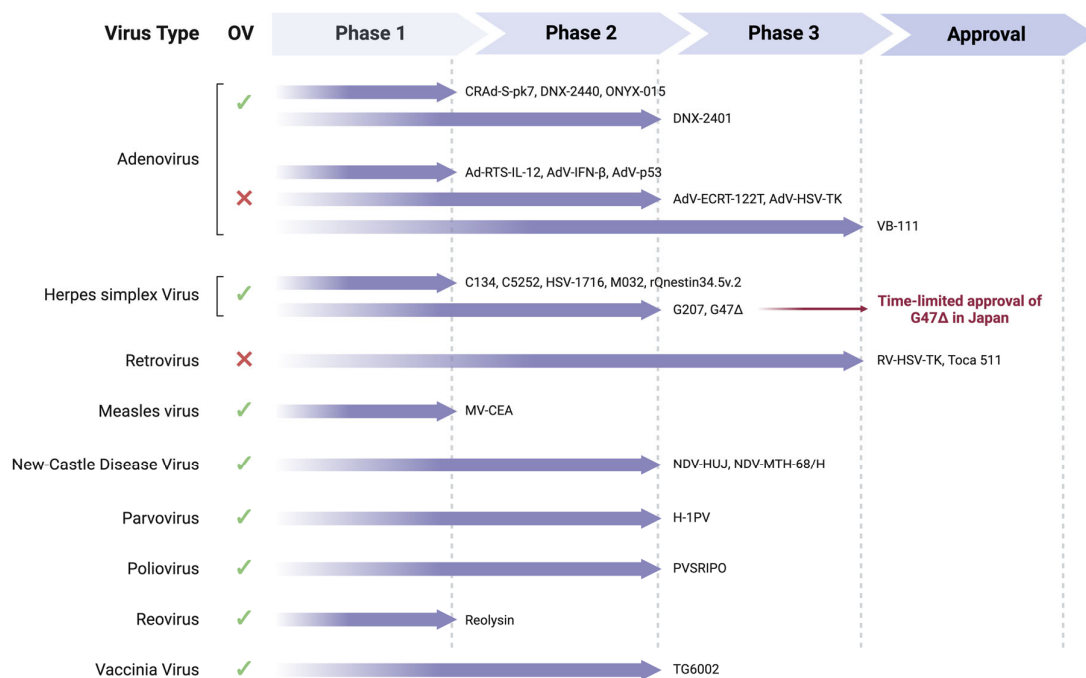 Virus Type OV Phase 1 Phase 2 Phase 3 Approval
CRAd-S-pk7, DNX-2440, ONYX-015
DNX-2401
Adenovirus
Ad-RTS-IL-12, AdV-IFN-β, AdV-p53
AdV-ECRT-122T, AdV-HSV-TK
VB-111
Herpes simplex Virus
C134, C5252, HSV-1716, M032, rQnestin34.5v.2
G207, G47Δ
Time-limited approval of
G47Δ in Japan
Retrovirus
RV-HSV-TK, Toca 511
Measles virus
MV-CEA
New-Castle Disease Virus
NDV-HUJ, NDV-MTH-68/H
Parvovirus
H-1PV
Poliovirus
PVSRIPO
Reovirus
Reolysin
Vaccinia Virus
TG6002